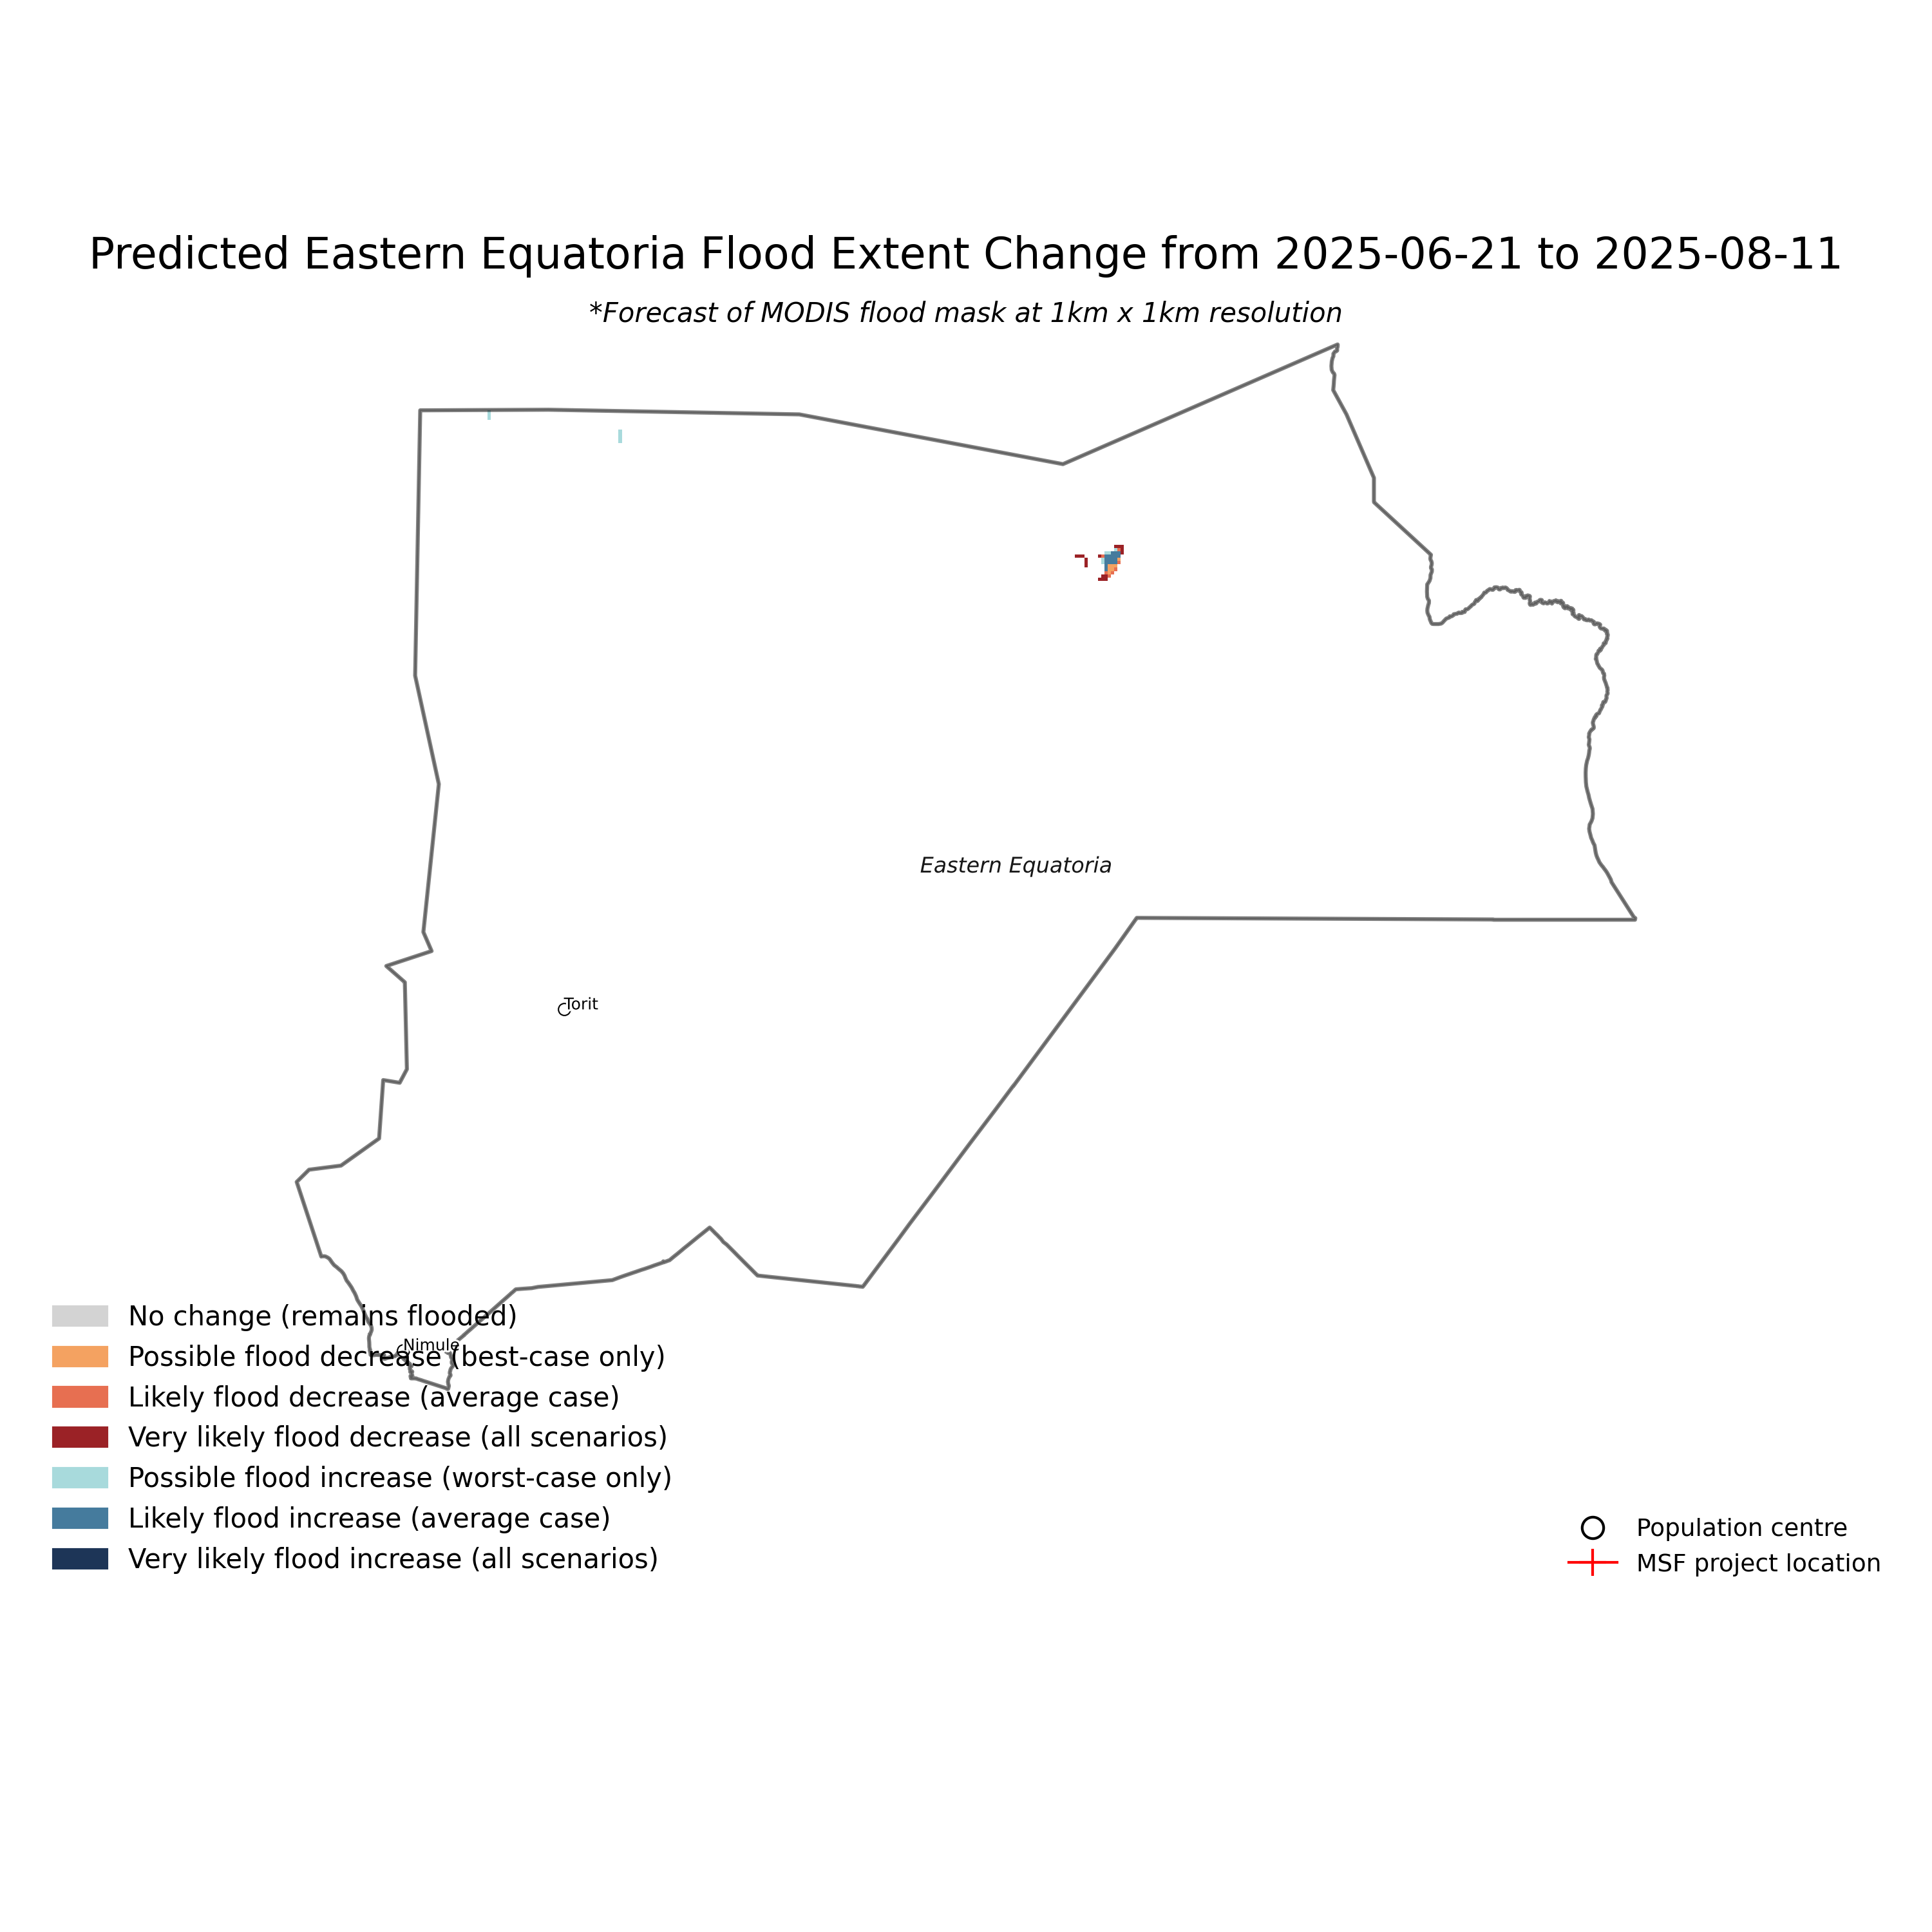 Predicted Eastern Equatoria Flood Extent Change from 2025-06-21 to 2025-08-11
*Forecast of MODIS flood mask at 1km x 1km resolution
Eastern Equatoria
Torit
Nimule
No change (remains flooded)
Possible flood decrease (best-case only)
Likely flood decrease (average case)
Very likely flood decrease (all scenarios)
Possible flood increase (worst-case only)
Likely flood increase (average case)
Very likely flood increase (all scenarios)
Population centre
MSF project location